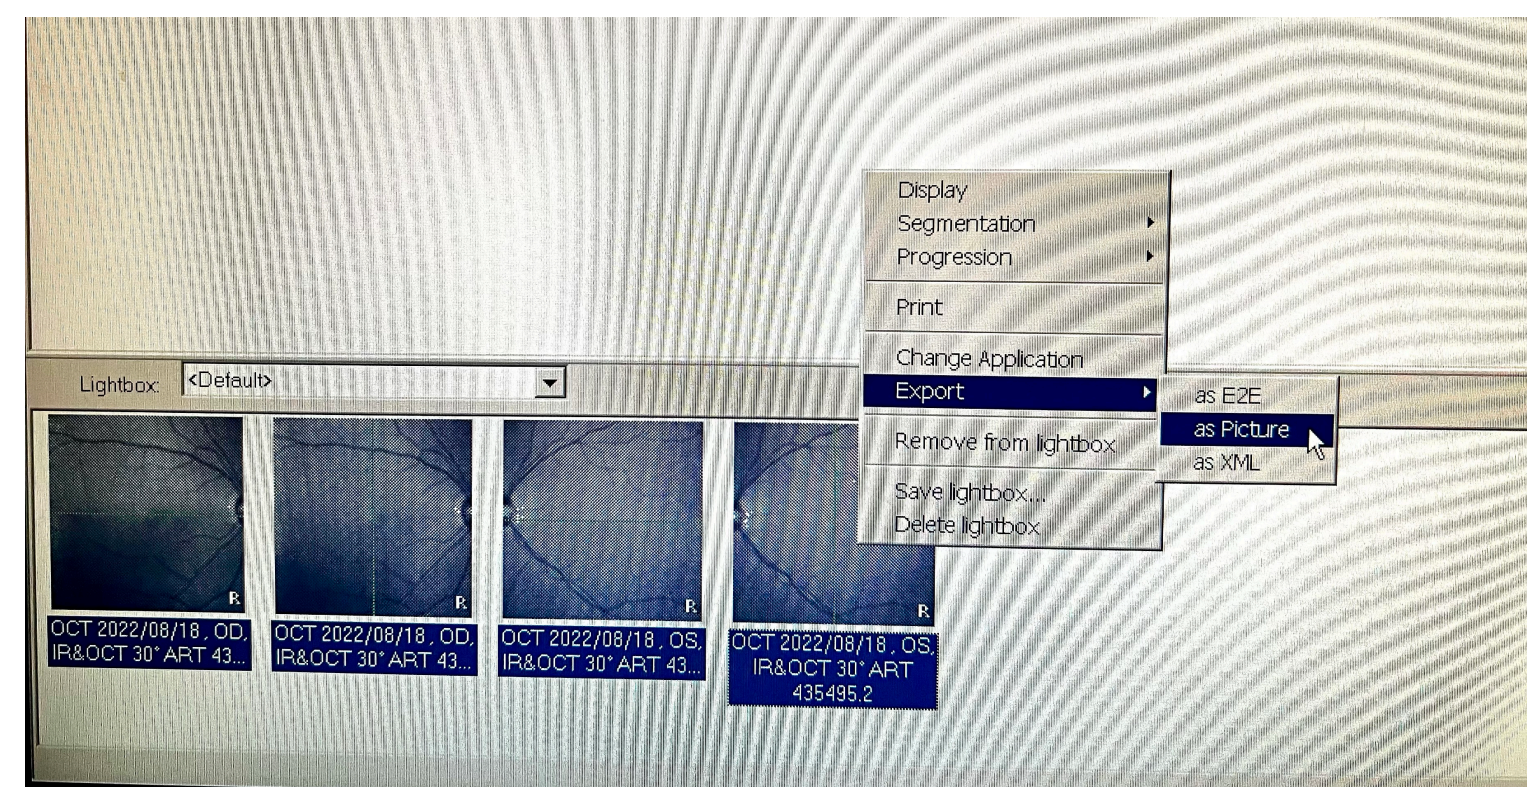 Display
Segmentation
Progression
Print
Change Application
Export
as E2E
as Picture
as XML
Remove from lightbox
Save lightbox...
Delete lightbox
Lightbox:
<Default>
R
OCT 2022/08/18 , OD,
IR&OCT 30° ART 43...
R
OCT 2022/08/18 , OD,
IR&OCT 30° ART 43...
R
OCT 2022/08/18 , OS,
IR&OCT 30° ART 43...
R
OCT 2022/08/18 , OS,
IR&OCT 30° ART
435495.2